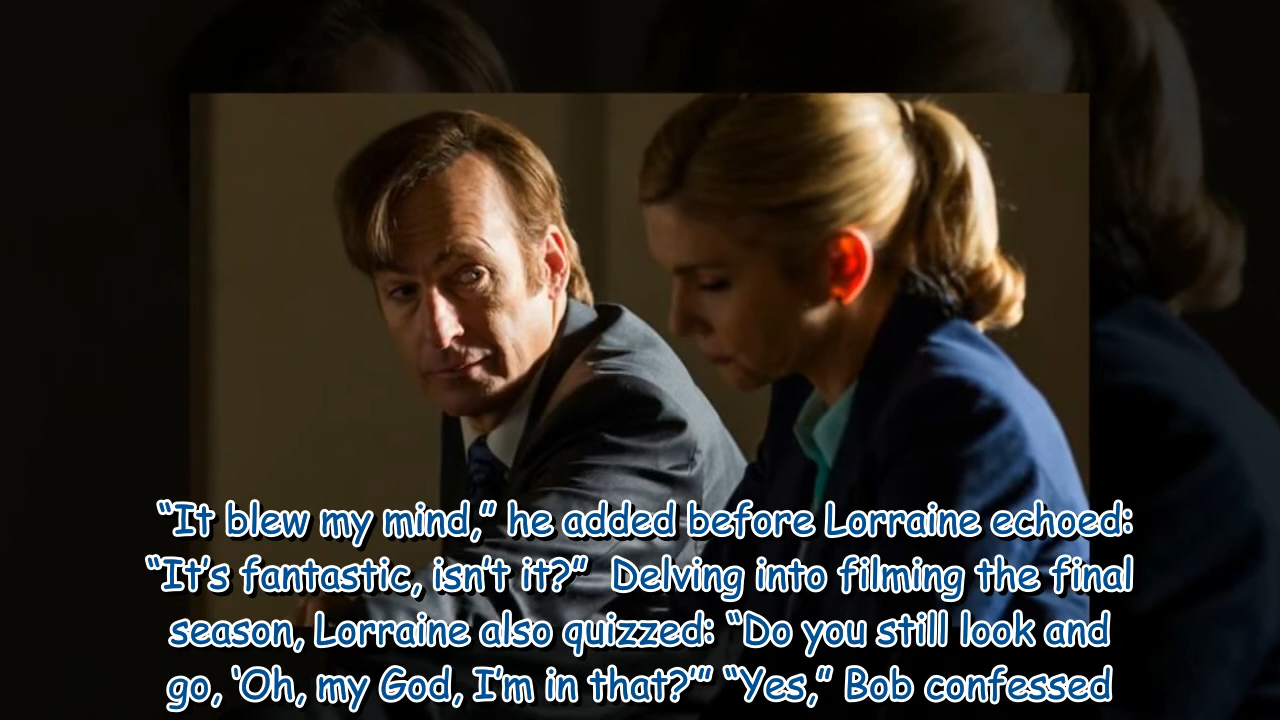 “It blew my mind,” he added before Lorraine echoed:
“It’s fantastic, isn’t it?”  Delving into filming the final
season, Lorraine also quizzed: “Do you still look and
go, ‘Oh, my God, I’m in that?’” “Yes,” Bob confessed